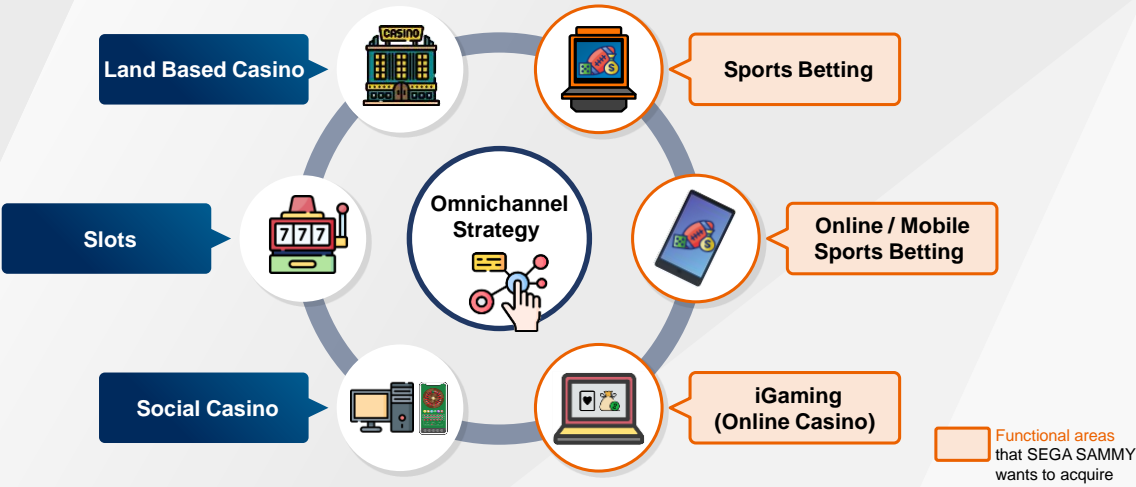 CASINO
Land Based Casino
Sports Betting
Omnichannel
Strategy
777
Slots
Online / Mobile
Sports Betting
Social Casino
iGaming
(Online Casino)
Functional areas
that SEGA SAMMY
wants to acquire